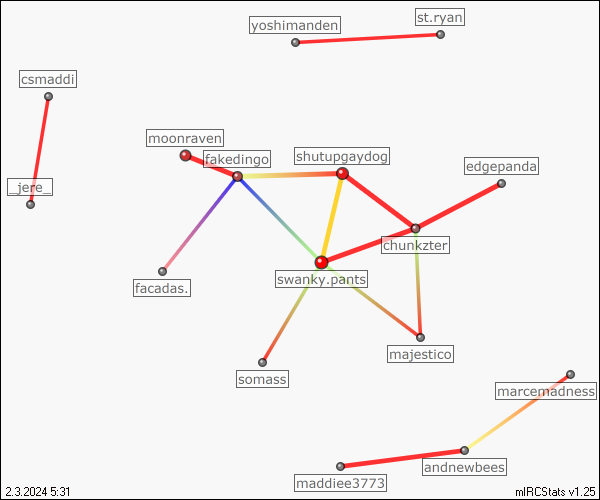 st.ryan
yoshimanden
csmaddi
moonraven
fakedingo
shutupgaydog
edgepanda
_jere_
chunkzter
swanky.pants
facadas.
majestico
somass
marcemadness
andnewbees
maddiee3773
2.3.2024 5:31
mIRCStats v1.25